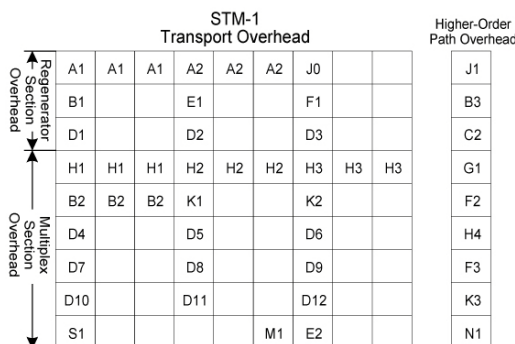 STM-1
Transport Overhead
Higher-Order
Path Overhead
Regenerator
Section
Overhead
A1 A1 A1 A2 A2 A2 J0 J1
B1 E1 F1 B3
D1 D2 D3 C2
Multiplex
Section
Overhead
H1 H1 H1 H2 H2 H2 H3 H3 H3 G1
B2 B2 B2 K1 K2 F2
D4 D5 D6 H4
D7 D8 D9 F3
D10 D11 D12 K3
S1 M1 E2 N1